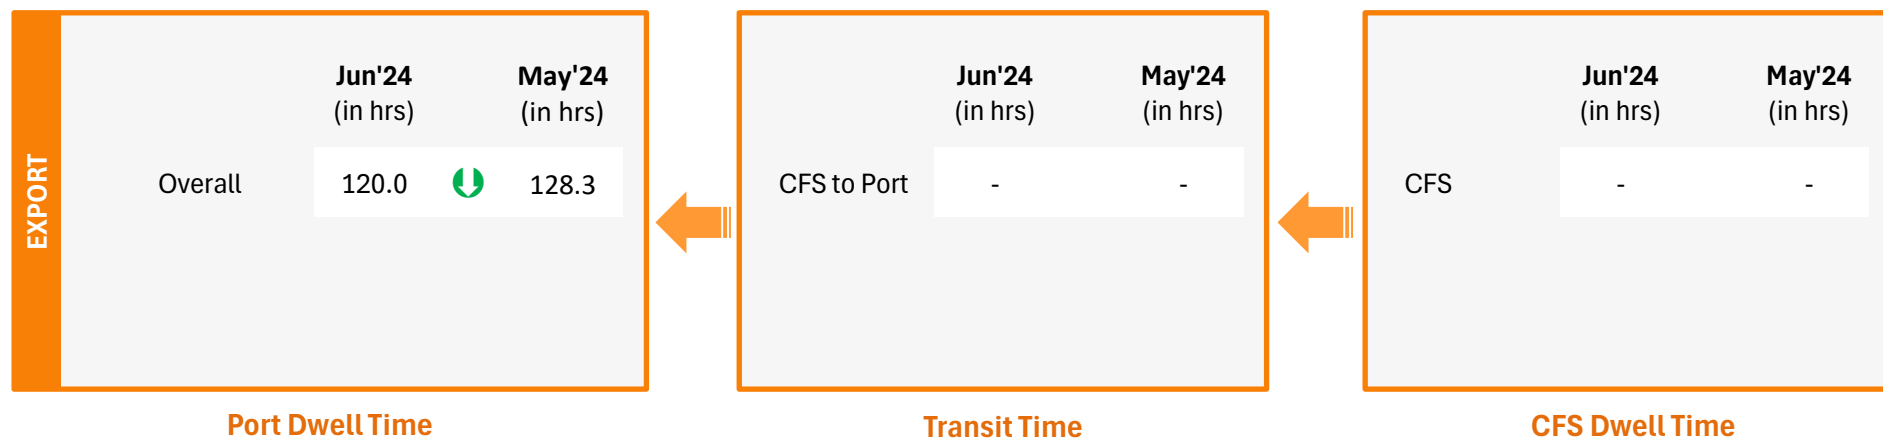 EXPORT
Jun'24 May'24
(in hrs) (in hrs)
Overall 120.0 128.3
Port Dwell Time
Jun'24 May'24
(in hrs) (in hrs)
CFS to Port - -
Transit Time
Jun'24 May'24
(in hrs) (in hrs)
CFS - -
CFS Dwell Time